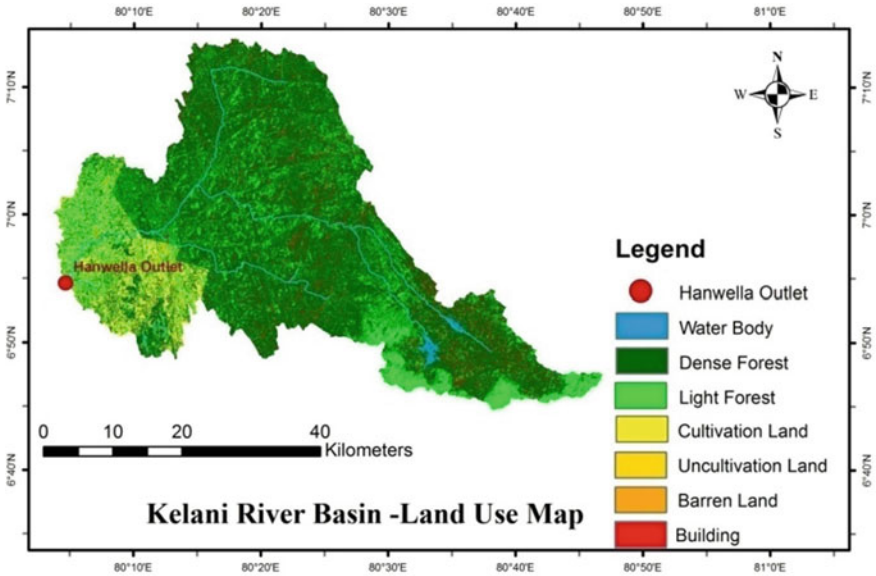 80°10'E 80°20'E 80°30'E 80°40'E 80°50'E 81°0'E
7°10'N 7°10'N
7°0'N 7°0'N
6°50'N 6°50'N
6°40'N 6°40'N
N
W E
S
Hanwella Outlet
Legend
Hanwella Outlet
Water Body
Dense Forest
Light Forest
Cultivation Land
Uncultivation Land
Barren Land
Building
0 10 20 40
Kilometers
Kelani River Basin -Land Use Map
80°10'E 80°20'E 80°30'E 80°40'E 80°50'E 81°0'E